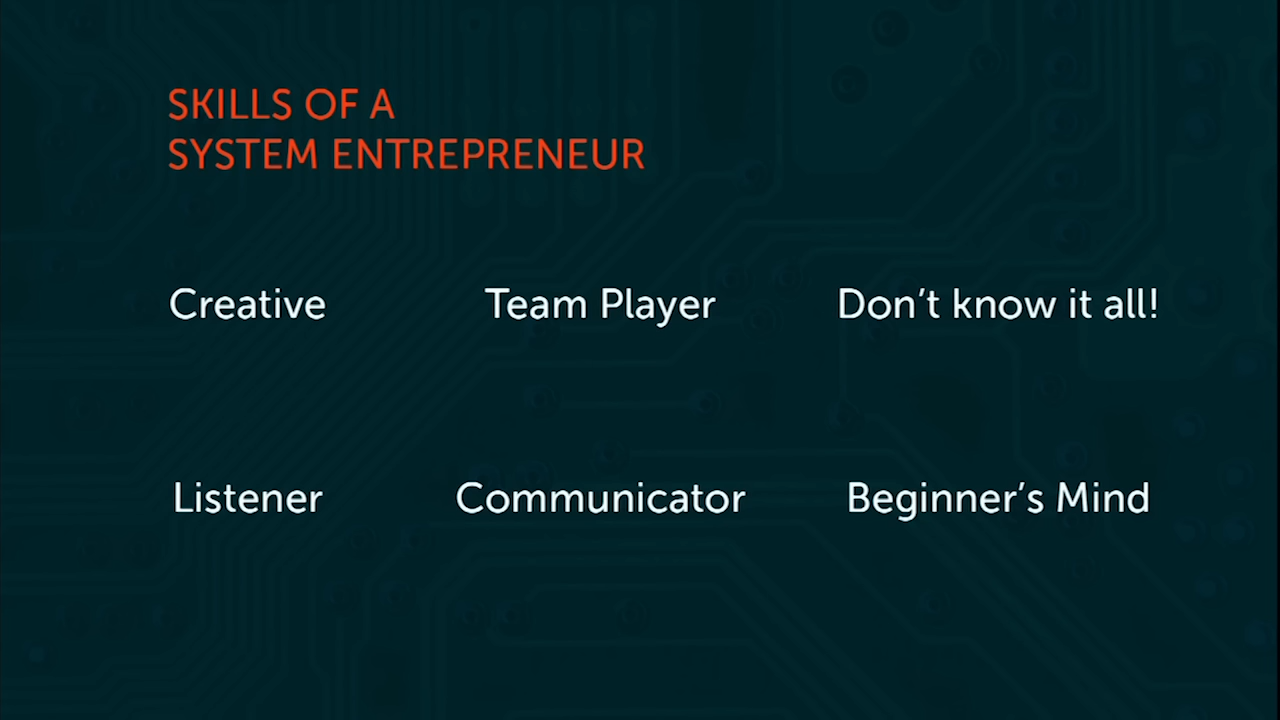 SKILLS OF A
SYSTEM ENTREPRENEUR
Creative
Team Player
Don’t know it all!
Listener
Communicator
Beginner’s Mind